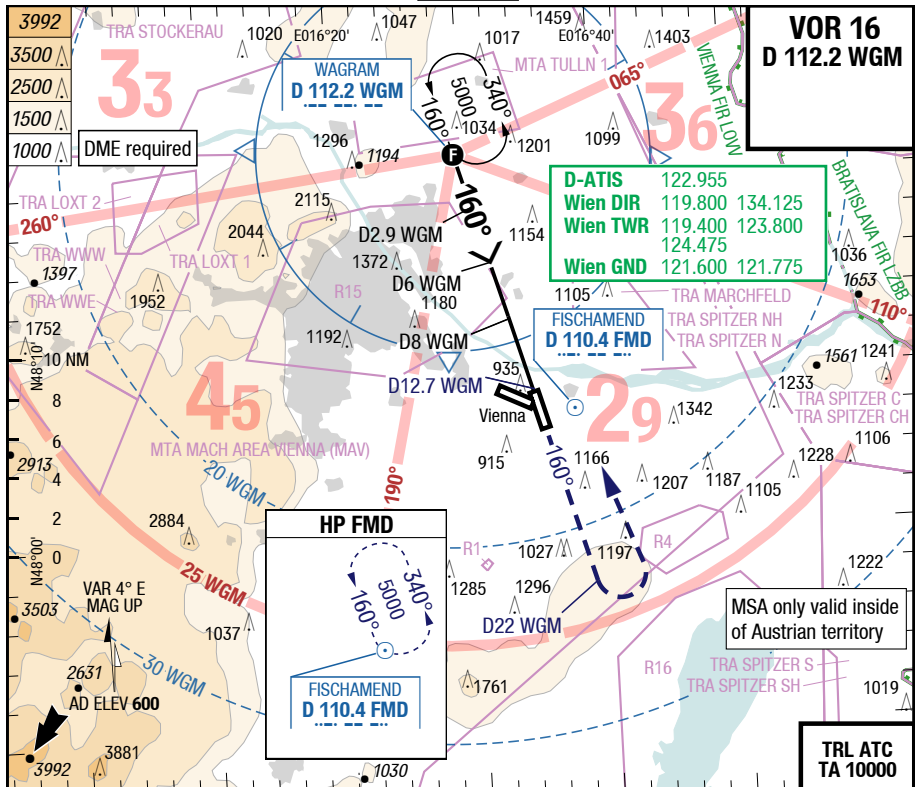 3992
3500
2500
1500
1000
TRA STOCKERAU
33
1020
E016°20'
1047
1459
E016°40'
1403
1017
MTA TULLN 1
VOR 16
D 112.2 WGM
WAGRAM
D 112.2 WGM
160°
5000
340°
065°
VIENNA FIR LOW
36
DME required
1296
1194
1034
1201
1099
F
160°
TRA LOXT 2
260°
2115
2044
D2.9 WGM
1154
D-ATIS 122.955
Wien DIR 119.800 134.125
Wien TWR 119.400 123.800
124.475
Wien GND 121.600 121.775
BRATISLAVA FIR LZBB
1036
1653
110°
TRA WWW
TRA LOXT 1
1397
1372
D6 WGM
TRA WWE
1952
R15
1180
1105
TRA MARCHFELD
TRA SPITZER NH
TRA SPITZER N
1752
N48°10'
10 NM
1192
D8 WGM
FISCHAMEND
D 110.4 FMD
1561
1241
935
D12.7 WGM
1233
8
45
Vienna
29
1342
TRA SPITZER C
TRA SPITZER CH
6
MTA MACH AREA VIENNA (MAV)
915
160°
1106
2913
20 WGM
1166
1228
4
190°
1207
1187
1105
2
2884
HP FMD
0
N48°00'
1027
1197
R4
R1
1285
1296
1222
25 WGM
160°
5000
340°
VAR 4° E
MAG UP
3503
1037
D22 WGM
MSA only valid inside
of Austrian territory
30 WGM
2631
AD ELEV 600
FISCHAMEND
D 110.4 FMD
1761
R16
TRA SPITZER S
TRA SPITZER SH
1019
3881
3992
1030
TRL ATC
TA 10000